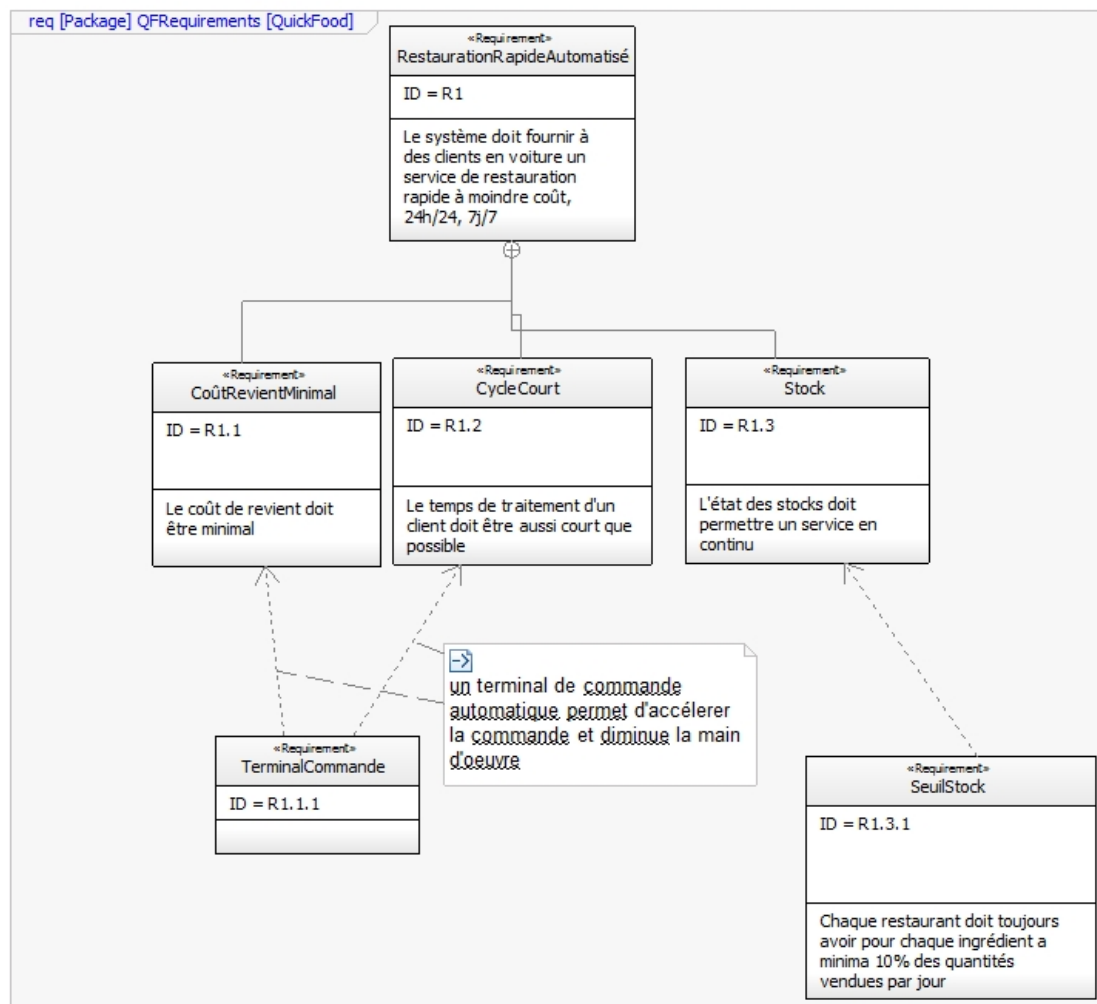 req [Package] QFRequirements [QuickFood]
«Requirement»
RestaurationRapideAutomatisé
ID = R1
Le système doit fournir à
des clients en voiture un
service de restauration
rapide à moindre coût,
24h/24, 7j/7
«Requirement»
CoûtRevientMinimal
ID = R1.1
Le coût de revient doit
être minimal
«Requirement»
CycleCourt
ID = R1.2
Le temps de traitement d'un
client doit être aussi court que
possible
«Requirement»
Stock
ID = R1.3
L'état des stocks doit
permettre un service en
continu
un terminal de commande
automatique permet d'accélerer
la commande et diminue la main
d'oeuvre
«Requirement»
TerminalCommande
ID = R1.1.1
«Requirement»
SeuilStock
ID = R1.3.1
Chaque restaurant doit toujours
avoir pour chaque ingrédient a
minima 10% des quantités
vendues par jour